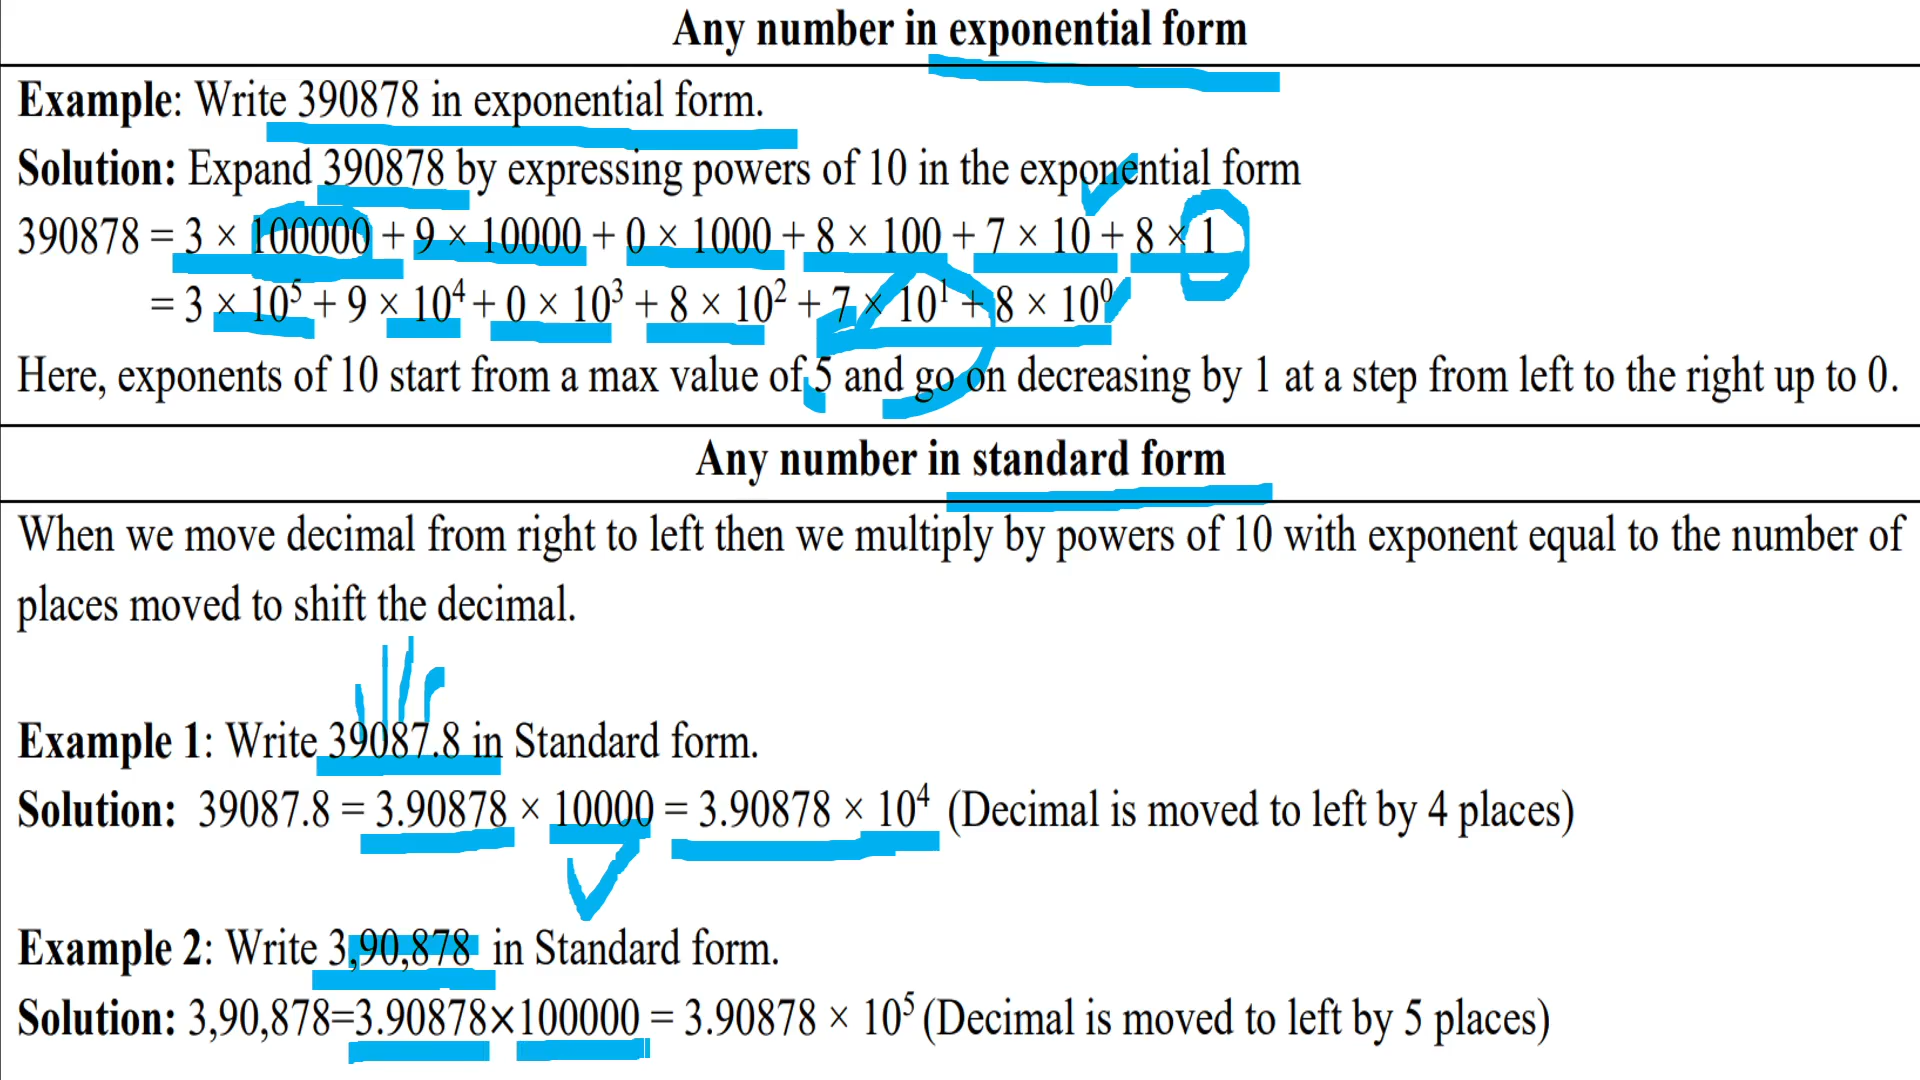 Any number in exponential form
Example: Write 390878 in exponential form.
Solution: Expand 390878 by expressing powers of 10 in the exponential form
390878 = 3 × 100000 + 9 × 10000 + 0 × 1000 + 8 × 100 + 7 × 10 + 8 × 1
= 3 × 10⁵ + 9 × 10⁴ + 0 × 10³ + 8 × 10² + 7 × 10¹ + 8 × 10⁰
Here, exponents of 10 start from a max value of 5 and go on decreasing by 1 at a step from left to the right up to 0.
Any number in standard form
When we move decimal from right to left then we multiply by powers of 10 with exponent equal to the number of
places moved to shift the decimal.
Example 1: Write 39087.8 in Standard form.
Solution: 39087.8 = 3.90878 × 10000 = 3.90878 × 10⁴ (Decimal is moved to left by 4 places)
Example 2: Write 3,90,878 in Standard form.
Solution: 3,90,878=3.90878×100000 = 3.90878 × 10⁵ (Decimal is moved to left by 5 places)